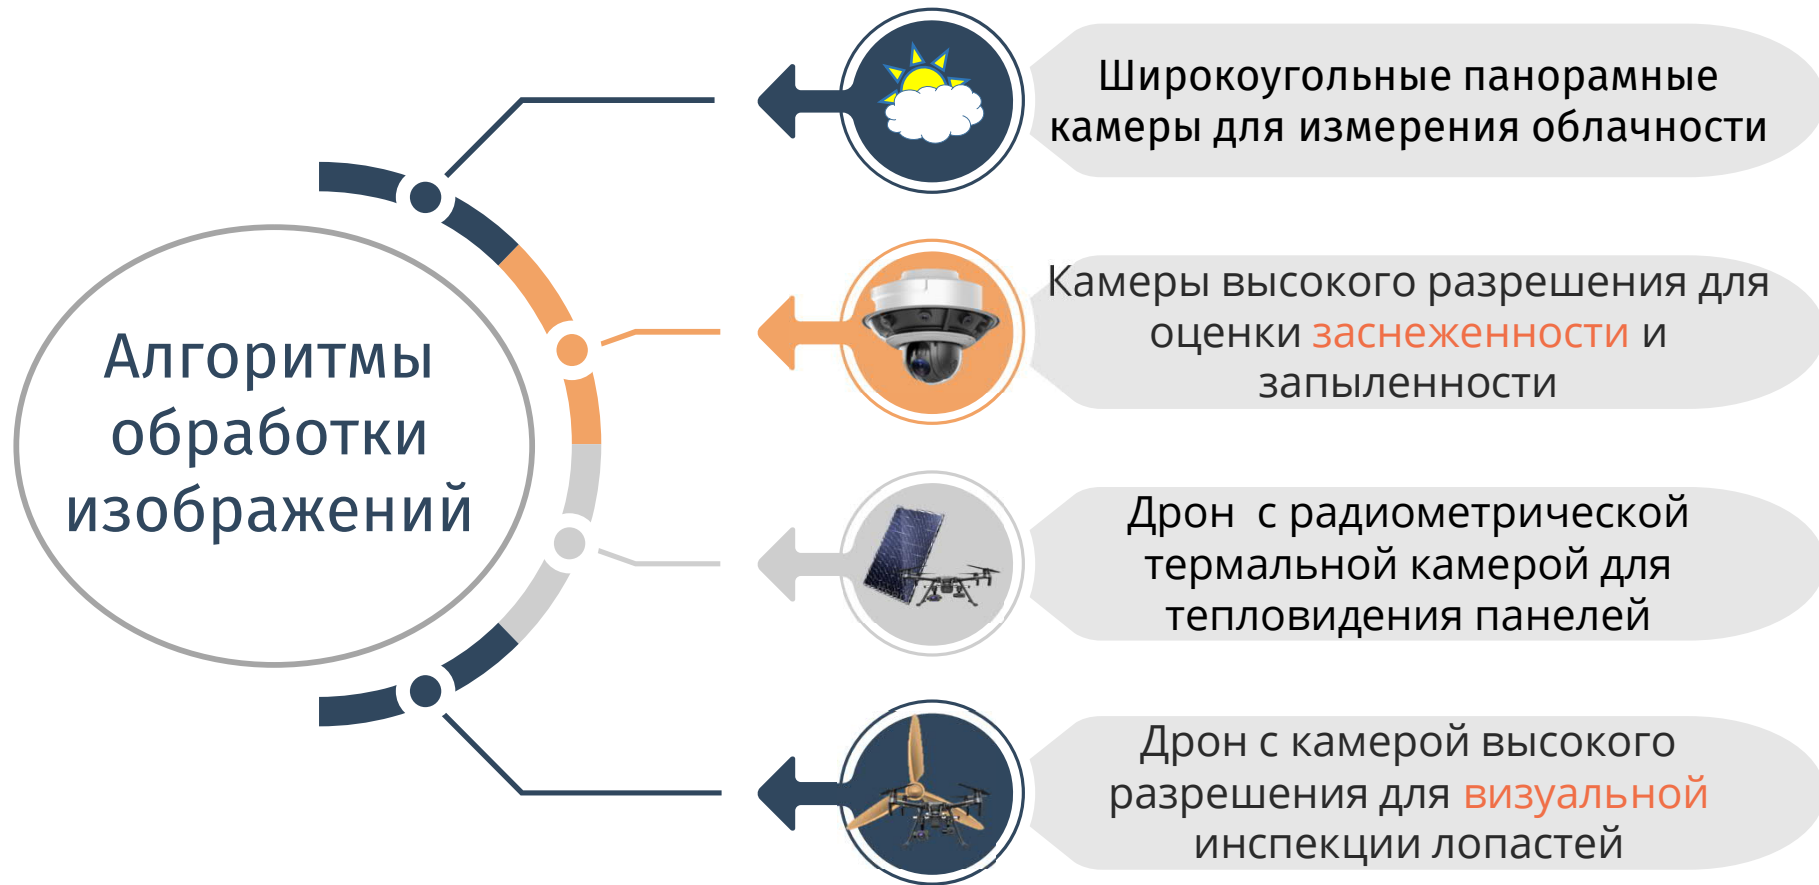 Широкоугольные панорамные
камеры для измерения облачности
Камеры высокого разрешения для
оценки заснеженности и
запыленности
Алгоритмы
обработки
изображений
Дрон с радиометрической
термальной камерой для
тепловидения панелей
Дрон с камерой высокого
разрешения для визуальной
инспекции лопастей